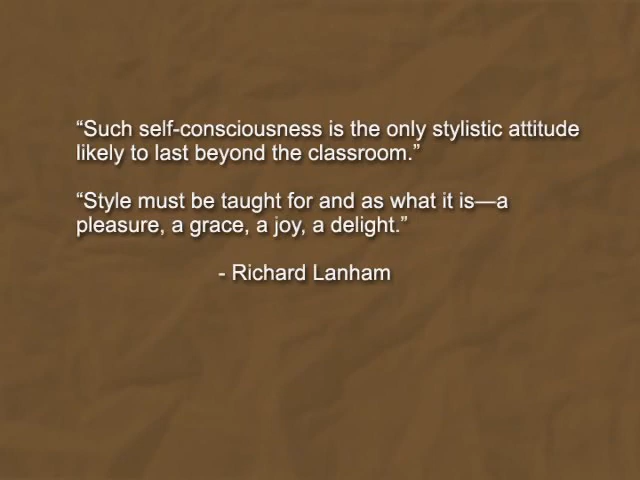 “Such self-consciousness is the only stylistic attitude
likely to last beyond the classroom.”
“Style must be taught for and as what it is—a
pleasure, a grace, a joy, a delight.”
- Richard Lanham